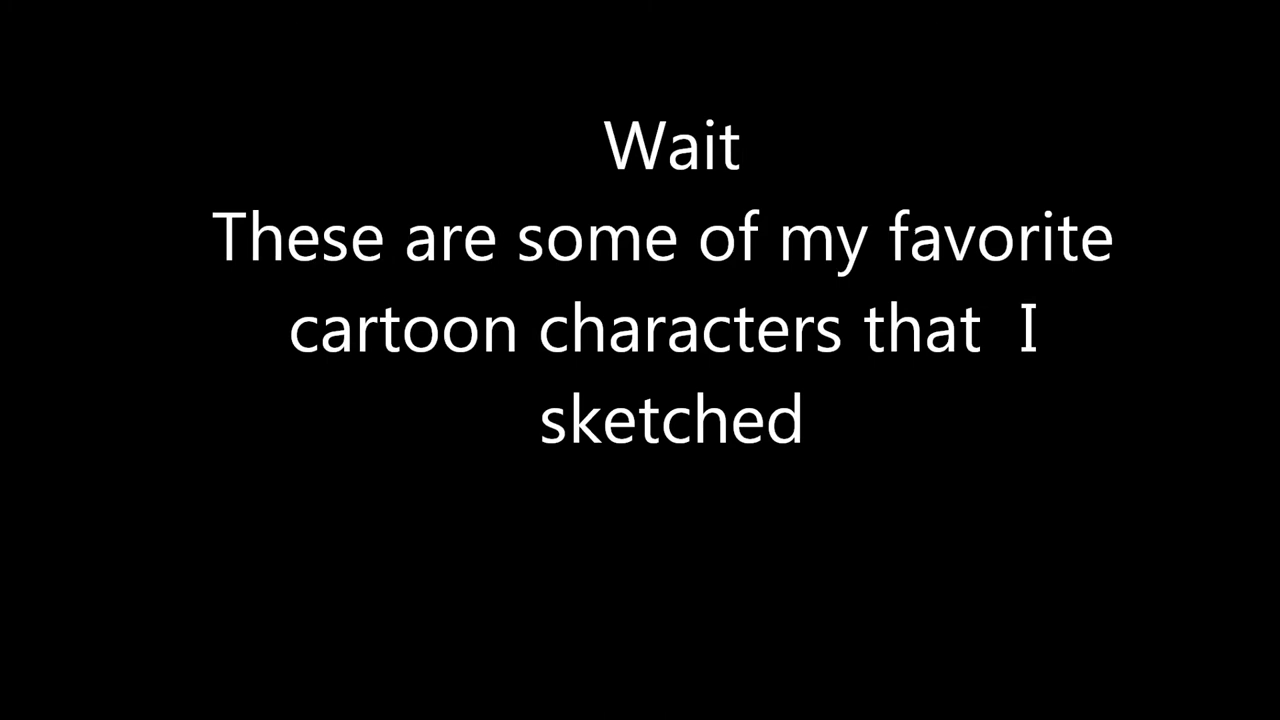 Wait
These are some of my favorite
cartoon characters that  I
sketched